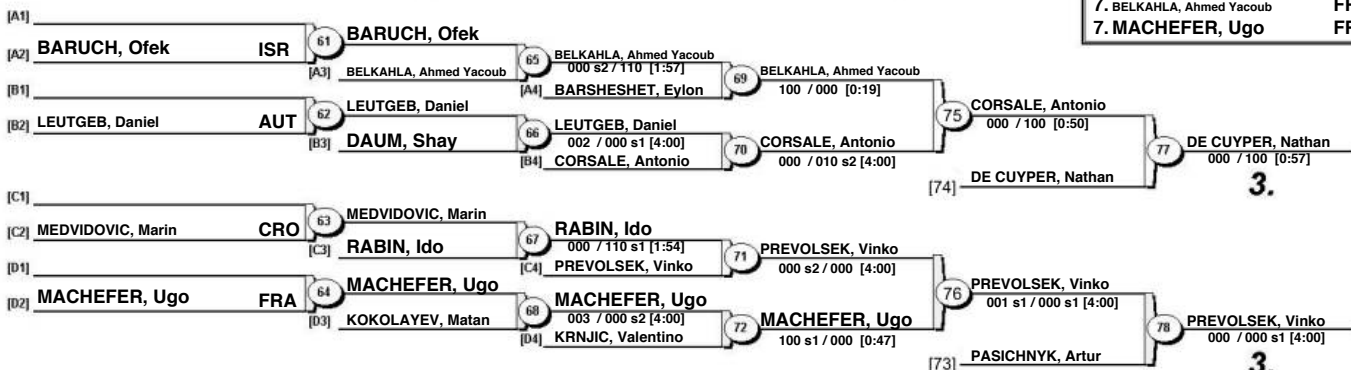 7. BELKAHLA, Ahmed Yacoub FR
7. MACHEFER, Ugo FR
[A1]
[A2] BARUCH, Ofek ISR
61 BARUCH, Ofek
[A3] BELKAHLA, Ahmed Yacoub
65 BELKAHLA, Ahmed Yacoub
000 s2 / 110 [1:57]
[A4] BARSHESHET, Eylon
69 BELKAHLA, Ahmed Yacoub
100 / 000 [0:19]
[B1]
[B2] LEUTGEB, Daniel AUT
62 LEUTGEB, Daniel
[B3] DAUM, Shay
66 LEUTGEB, Daniel
002 / 000 s1 [4:00]
[B4] CORSALE, Antonio
70 CORSALE, Antonio
000 / 010 s2 [4:00]
75 CORSALE, Antonio
000 / 100 [0:50]
[74] DE CUYPER, Nathan
77 DE CUYPER, Nathan
000 / 100 [0:57]
3.
[C1]
[C2] MEDVIDOVIC, Marin CRO
63 MEDVIDOVIC, Marin
[C3] RABIN, Ido
67 RABIN, Ido
000 / 110 s1 [1:54]
[C4] PREVOLSEK, Vinko
71 PREVOLSEK, Vinko
000 s2 / 000 [4:00]
[D1]
[D2] MACHEFER, Ugo FRA
64 MACHEFER, Ugo
[D3] KOKOLAYEV, Matan
68 MACHEFER, Ugo
003 / 000 s2 [4:00]
[D4] KRNJIC, Valentino
72 MACHEFER, Ugo
100 s1 / 000 [0:47]
76 PREVOLSEK, Vinko
001 s1 / 000 s1 [4:00]
[73] PASICHNYK, Artur
78 PREVOLSEK, Vinko
000 / 000 s1 [4:00]
3.